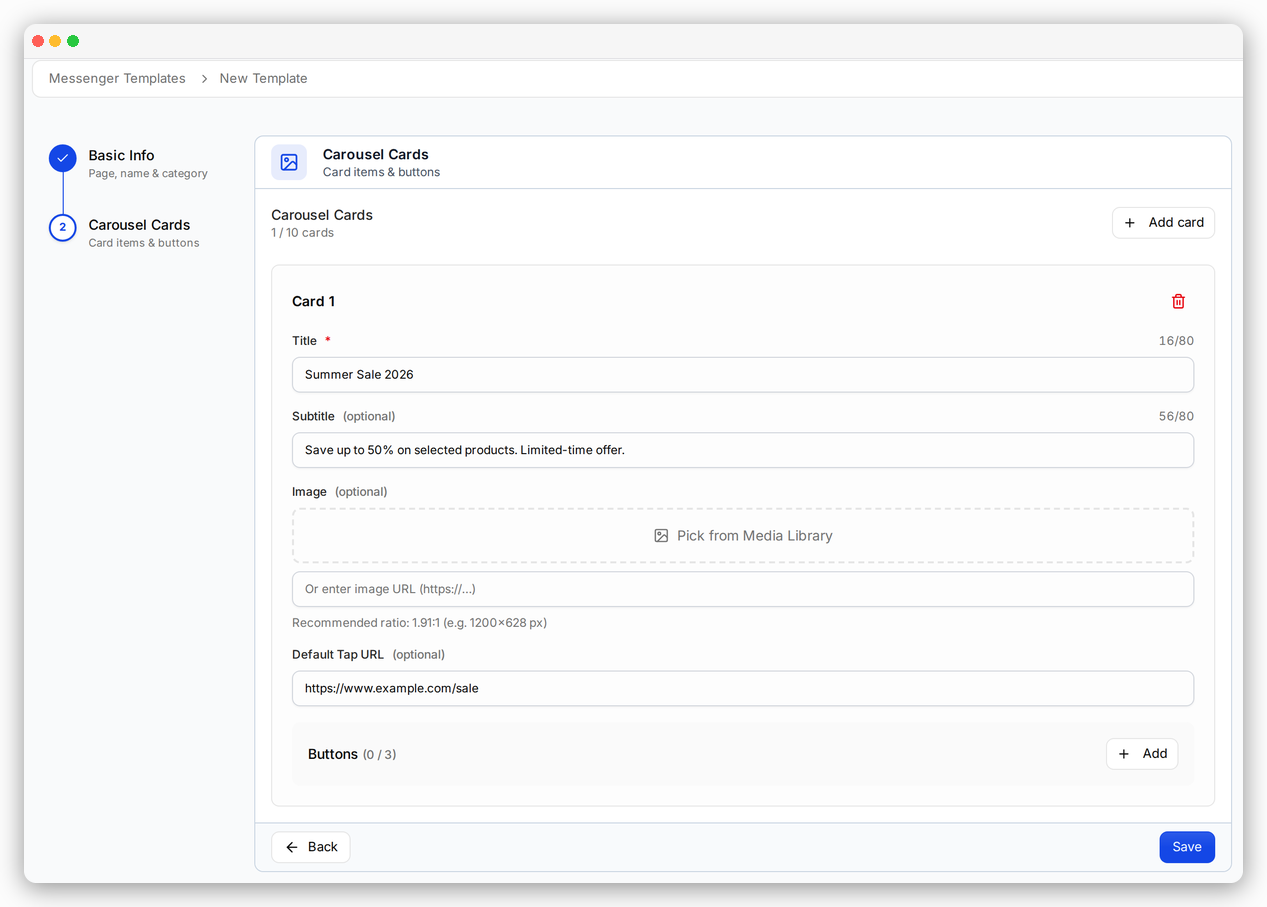 Messenger Templates > New Template
Basic Info
Page, name & category
2
Carousel Cards
Card items & buttons
Carousel Cards
Card items & buttons
Carousel Cards
1 / 10 cards
+ Add card
Card 1
Title * 16/80
Summer Sale 2026
Subtitle (optional) 56/80
Save up to 50% on selected products. Limited-time offer.
Image (optional)
Pick from Media Library
Or enter image URL (https://...)
Recommended ratio: 1.91:1 (e.g. 1200×628 px)
Default Tap URL (optional)
https://www.example.com/sale
Buttons (0 / 3)
+ Add
← Back
Save